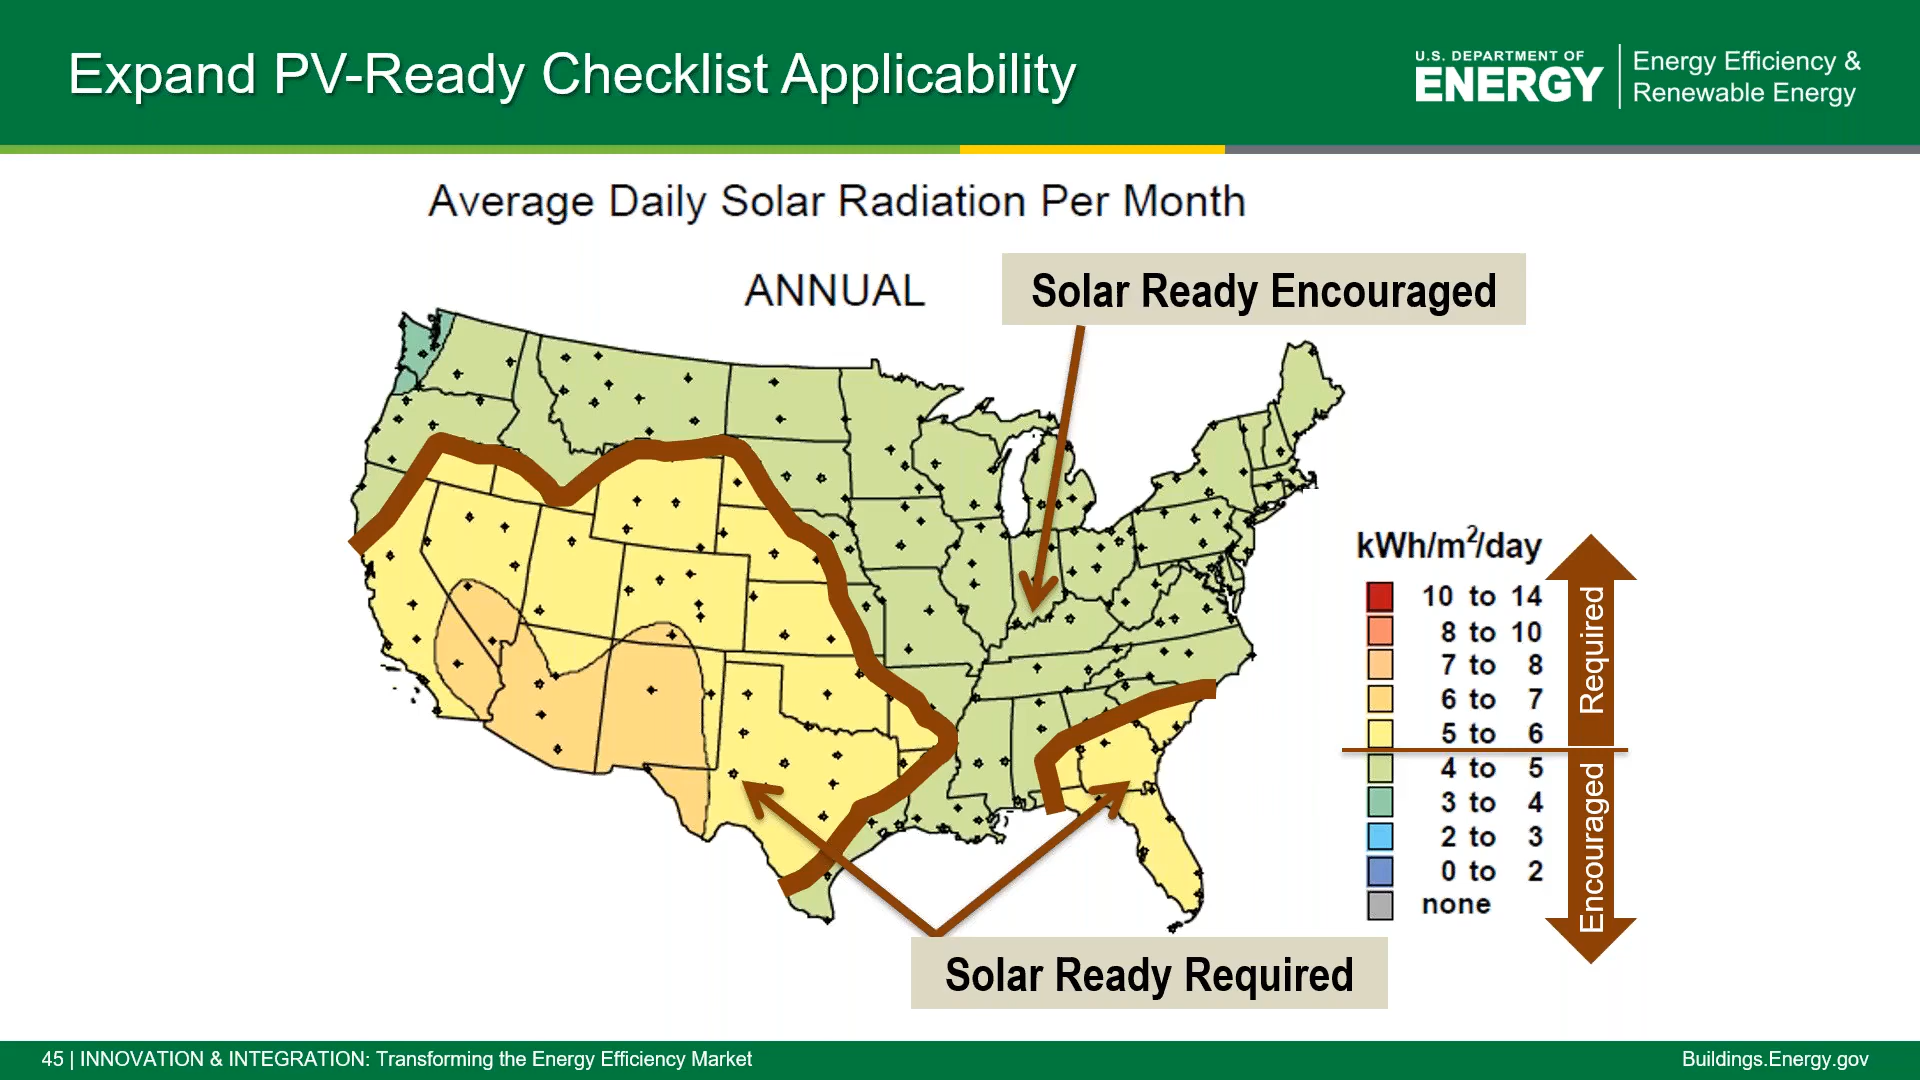 Expand PV-Ready Checklist Applicability
U.S. DEPARTMENT OF
ENERGY
Energy Efficiency &
Renewable Energy
Average Daily Solar Radiation Per Month
ANNUAL
Solar Ready Encouraged
kWh/m²/day
10 to 14
8 to 10
7 to 8
6 to 7
5 to 6
4 to 5
3 to 4
2 to 3
0 to 2
none
Required
Encouraged
Solar Ready Required
45 | INNOVATION & INTEGRATION: Transforming the Energy Efficiency Market
Buildings.Energy.gov